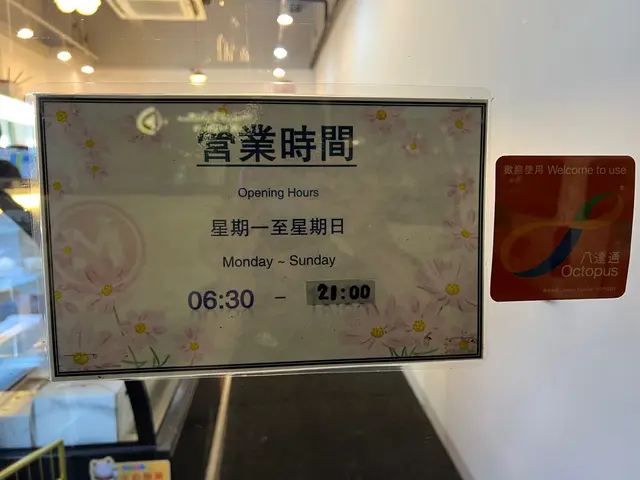 營業時間
Opening Hours
星期一至星期日
Monday ~ Sunday
06:30 – 21:00
歡迎使用 Welcome to use
八達通
Octopus